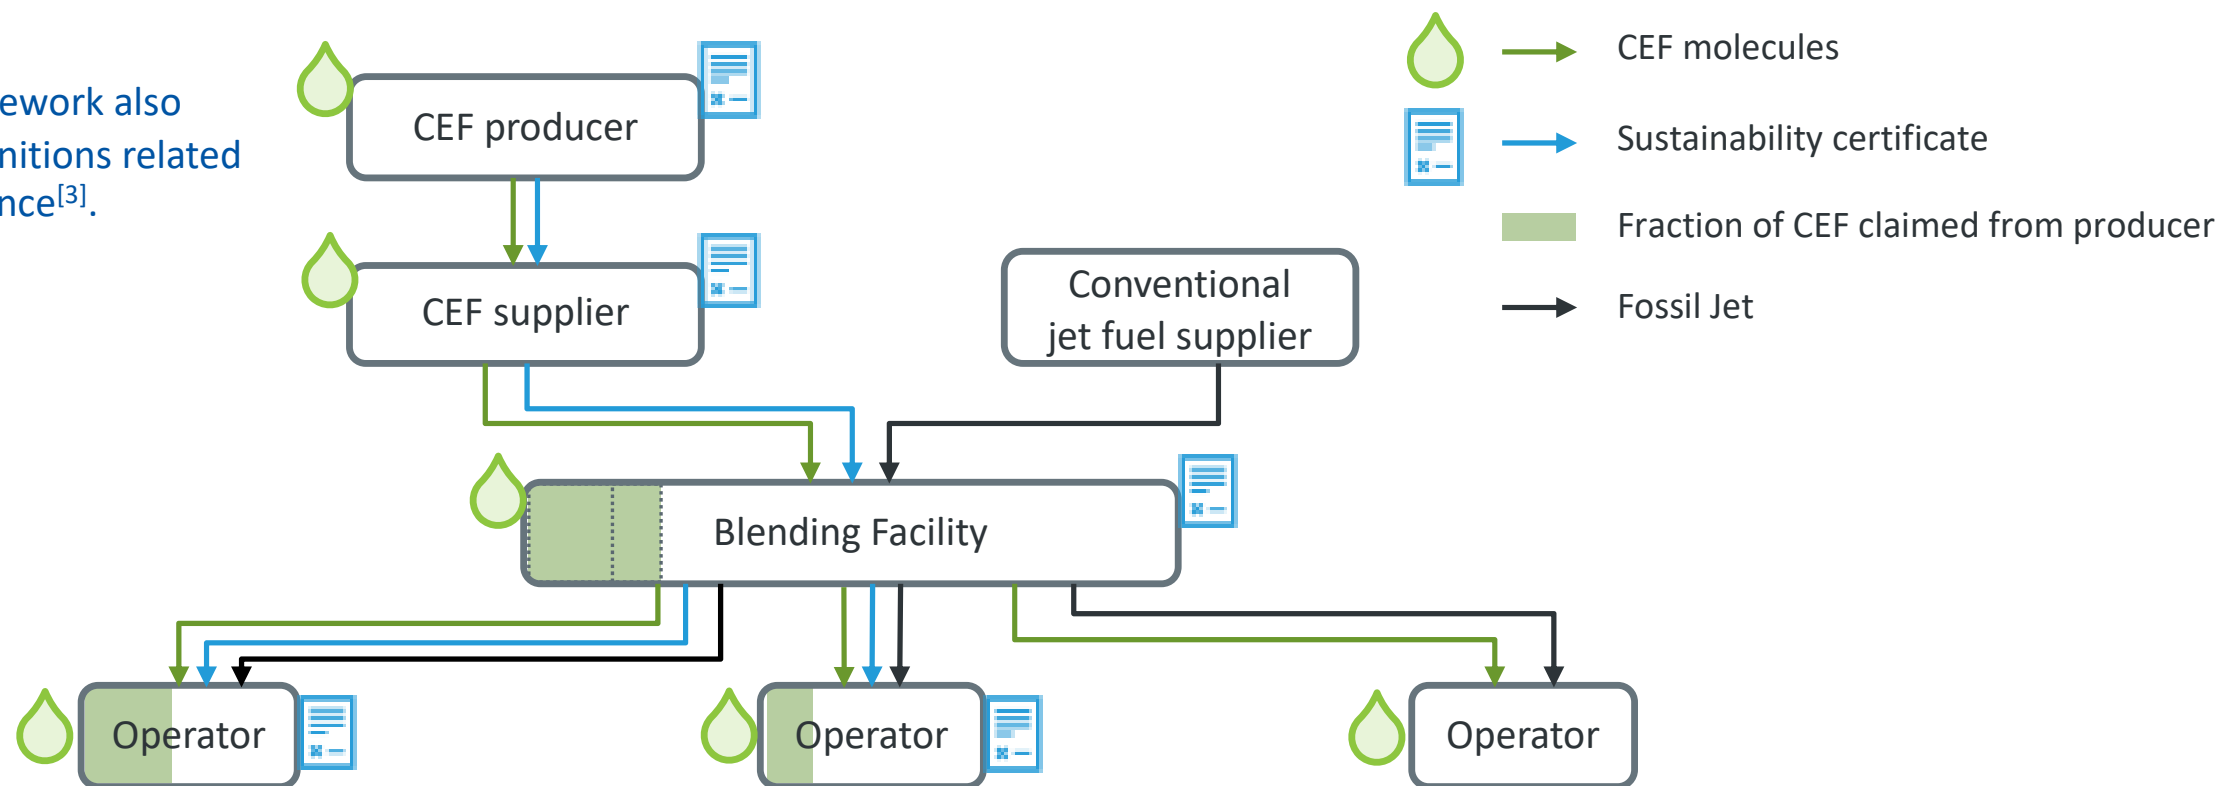 ework also
nitions related
nce[3].
CEF producer
CEF supplier
Conventional
jet fuel supplier
Blending Facility
Operator
Operator
Operator
CEF molecules
Sustainability certificate
Fraction of CEF claimed from producer
Fossil Jet